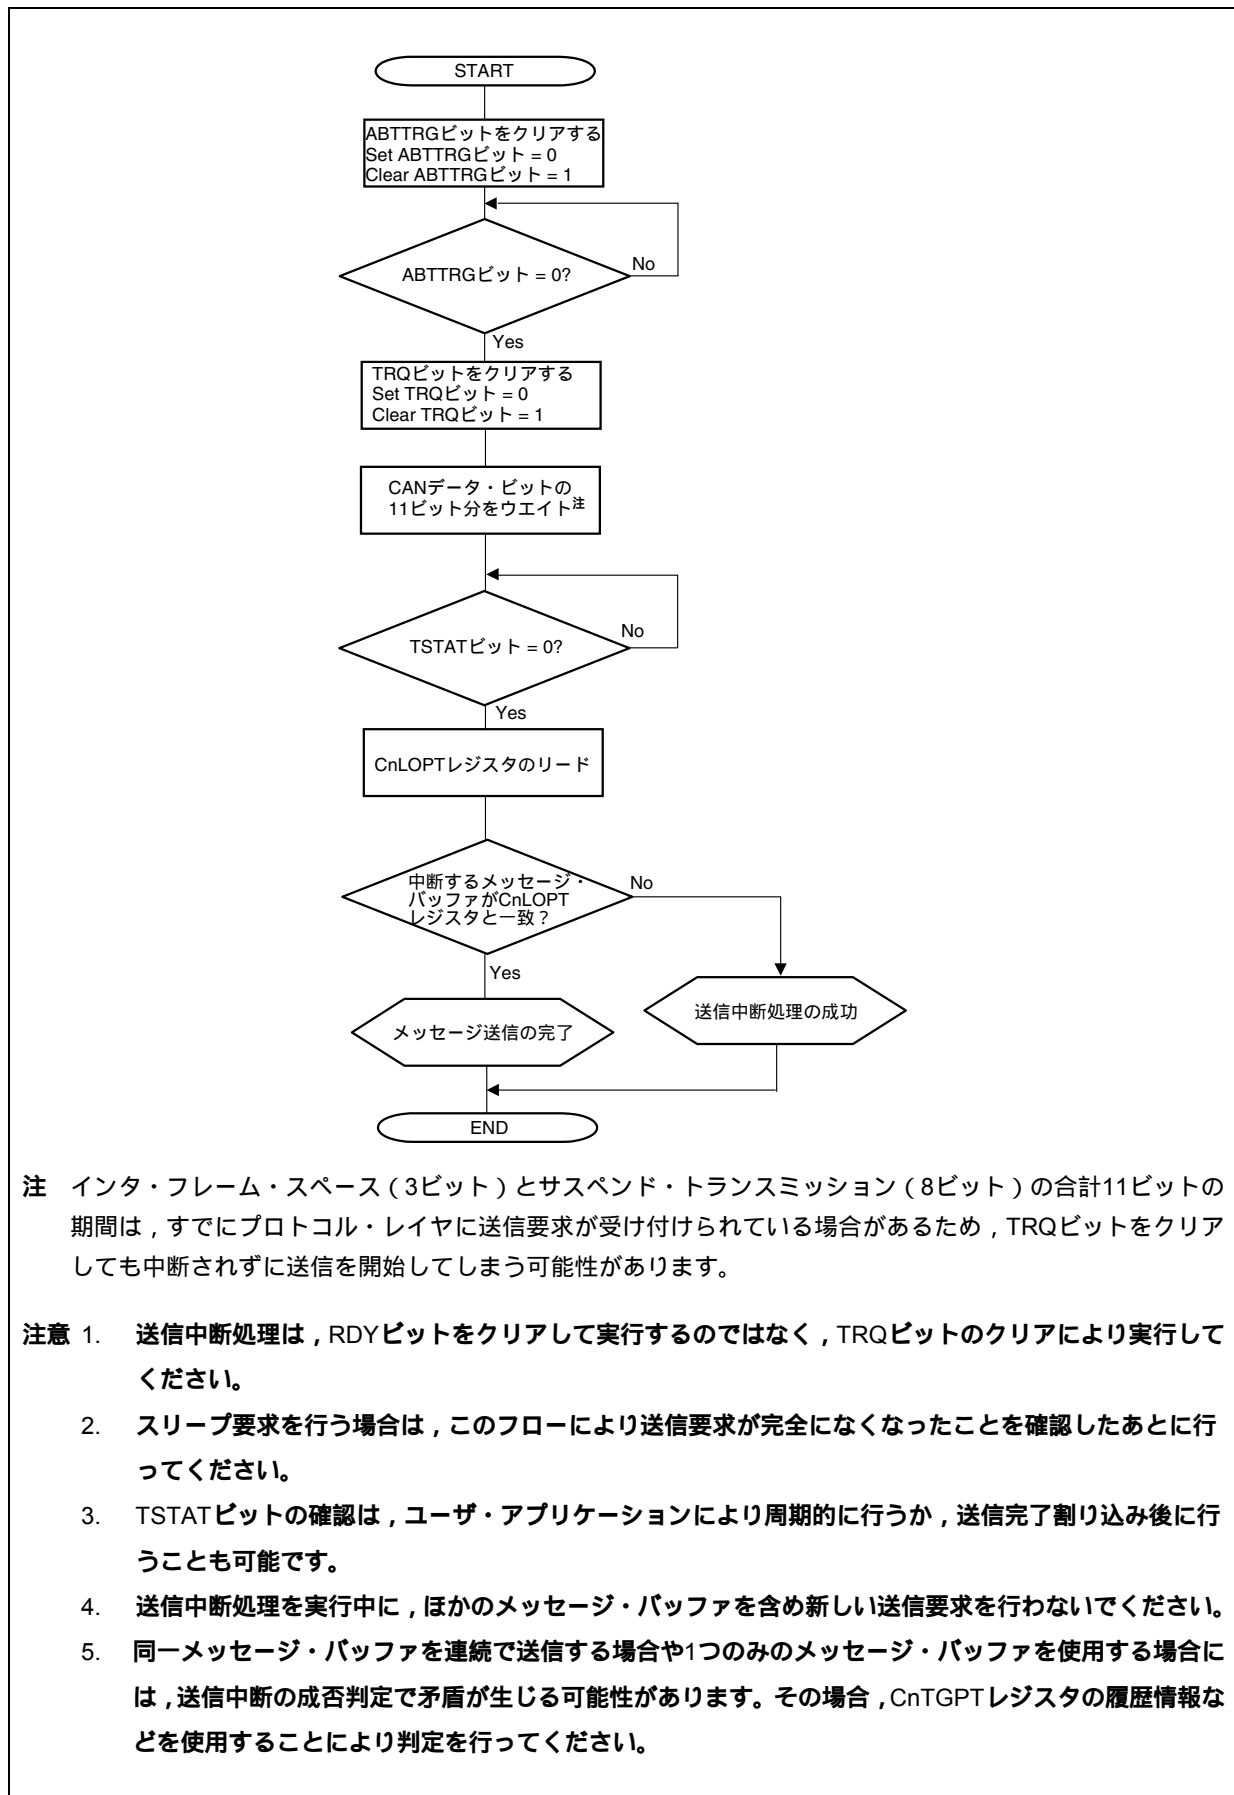 START
ABTTRGビットをクリアする
Set ABTTRGビット = 0
Clear ABTTRGビット = 1
ABTTRGビット = 0?
No
Yes
TRQビットをクリアする
Set TRQビット = 0
Clear TRQビット = 1
CANデータ・ビットの
11ビット分をウエイト注
TSTATビット = 0?
No
Yes
CnLOPTレジスタのリード
中断するメッセージ・
バッファがCnLOPT
レジスタと一致？
No
Yes
送信中断処理の成功
メッセージ送信の完了
END
注 インタ・フレーム・スペース（3ビット）とサスペンド・トランスミッション（8ビット）の合計11ビットの
期間は，すでにプロトコル・レイヤに送信要求が受け付けられている場合があるため，TRQビットをクリア
しても中断されずに送信を開始してしまう可能性があります。
注意 1. 送信中断処理は，RDYビットをクリアして実行するのではなく，TRQビットのクリアにより実行して
ください。
2. スリープ要求を行う場合は，このフローにより送信要求が完全になくなったことを確認したあとに行
ってください。
3. TSTATビットの確認は，ユーザ・アプリケーションにより周期的に行うか，送信完了割り込み後に行
うことも可能です。
4. 送信中断処理を実行中に，ほかのメッセージ・バッファを含め新しい送信要求を行わないでください。
5. 同一メッセージ・バッファを連続で送信する場合や1つのみのメッセージ・バッファを使用する場合に
は，送信中断の成否判定で矛盾が生じる可能性があります。その場合，CnTGPTレジスタの履歴情報な
どを使用することにより判定を行ってください。